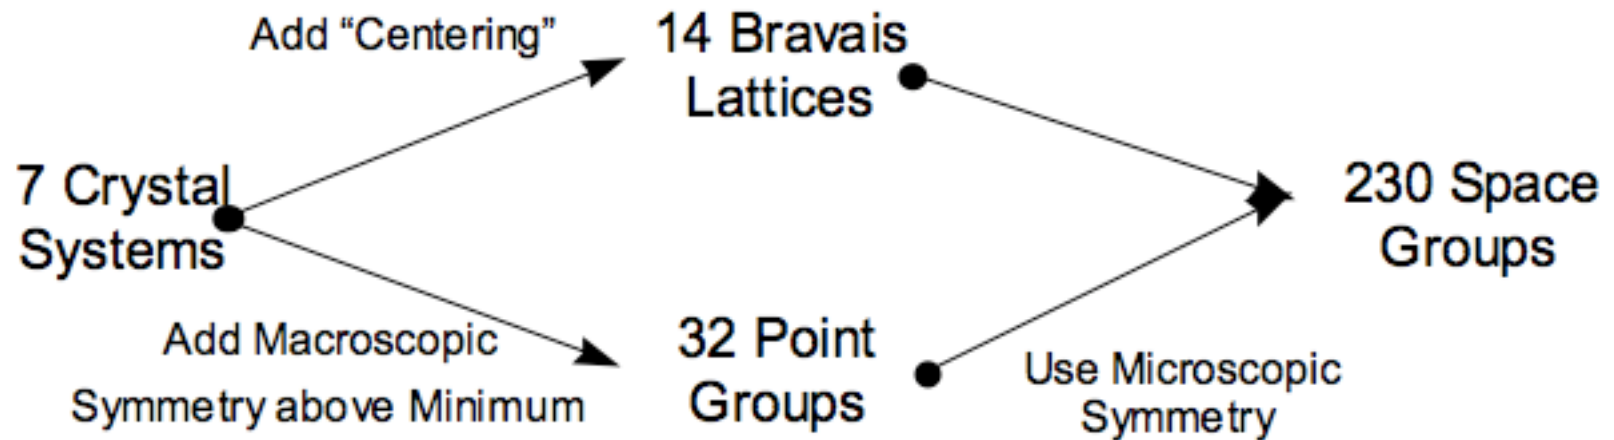 Add “Centering”
14 Bravais
Lattices
7 Crystal
Systems
230 Space
Groups
Add Macroscopic
Symmetry above Minimum
32 Point
Groups
Use Microscopic
Symmetry